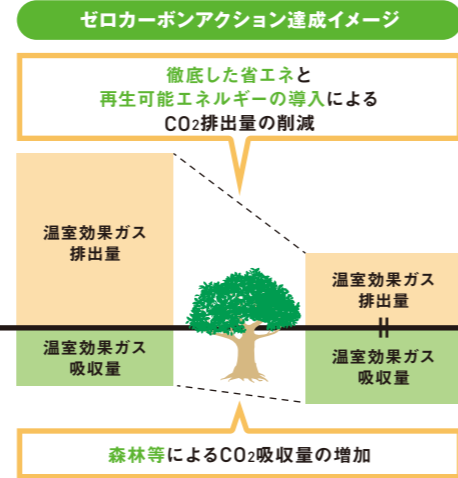 ゼロカーボンアクション達成イメージ
徹底した省エネと
再生可能エネルギーの導入による
CO₂排出量の削減
温室効果ガス
排出量
温室効果ガス
吸収量
温室効果ガス
排出量
=
温室効果ガス
吸収量
森林等によるCO₂吸収量の増加